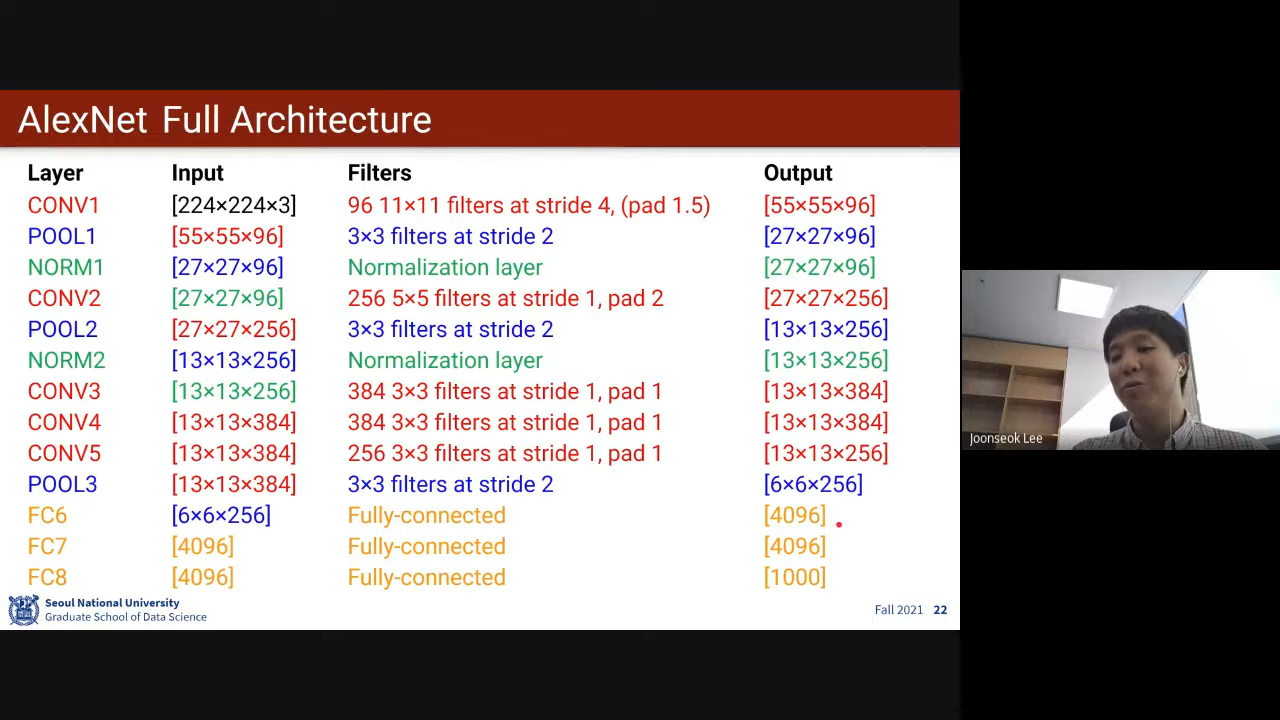 AlexNet Full Architecture
Layer Input Filters Output
CONV1 [224×224×3] 96 11×11 filters at stride 4, (pad 1.5) [55×55×96]
POOL1 [55×55×96] 3×3 filters at stride 2 [27×27×96]
NORM1 [27×27×96] Normalization layer [27×27×96]
CONV2 [27×27×96] 256 5×5 filters at stride 1, pad 2 [27×27×256]
POOL2 [27×27×256] 3×3 filters at stride 2 [13×13×256]
NORM2 [13×13×256] Normalization layer [13×13×256]
CONV3 [13×13×256] 384 3×3 filters at stride 1, pad 1 [13×13×384]
CONV4 [13×13×384] 384 3×3 filters at stride 1, pad 1 [13×13×384]
CONV5 [13×13×384] 256 3×3 filters at stride 1, pad 1 [13×13×256]
POOL3 [13×13×384] 3×3 filters at stride 2 [6×6×256]
FC6 [6×6×256] Fully-connected [4096]
FC7 [4096] Fully-connected [4096]
FC8 [4096] Fully-connected [1000]
Seoul National University
Graduate School of Data Science
Fall 2021 22
Joonseok Lee